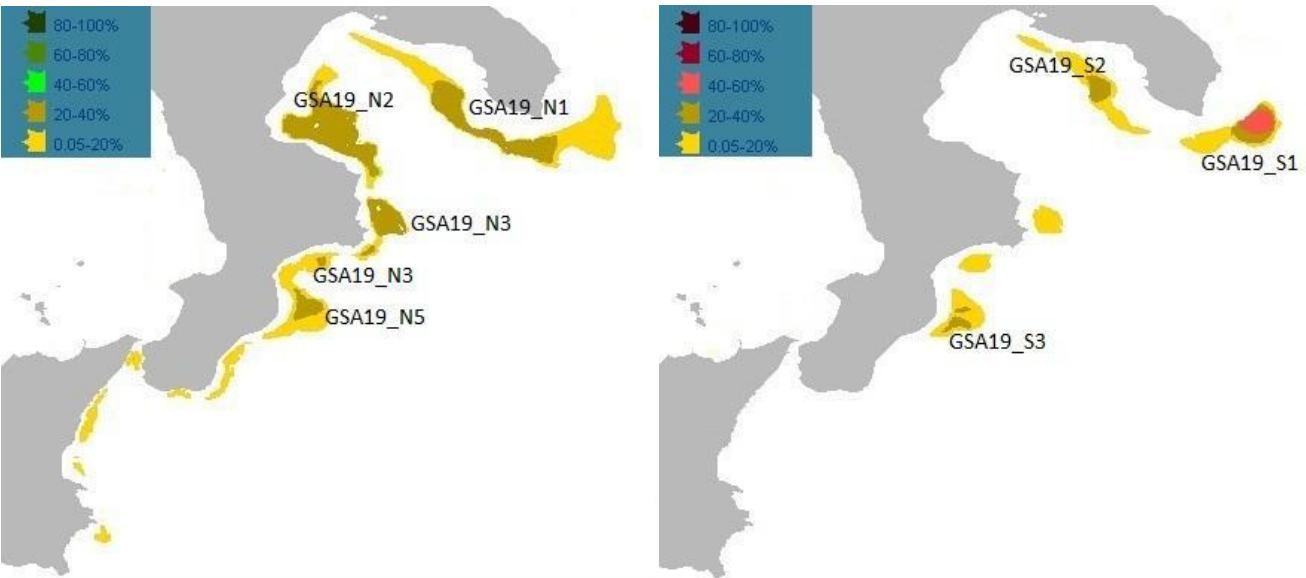 80-100%
60-80%
40-60%
20-40%
0.05-20%
GSA19_N2
GSA19_N1
GSA19_N3
GSA19_N3
GSA19_N5
80-100%
60-80%
40-60%
20-40%
0.05-20%
GSA19_S2
GSA19_S1
GSA19_S3